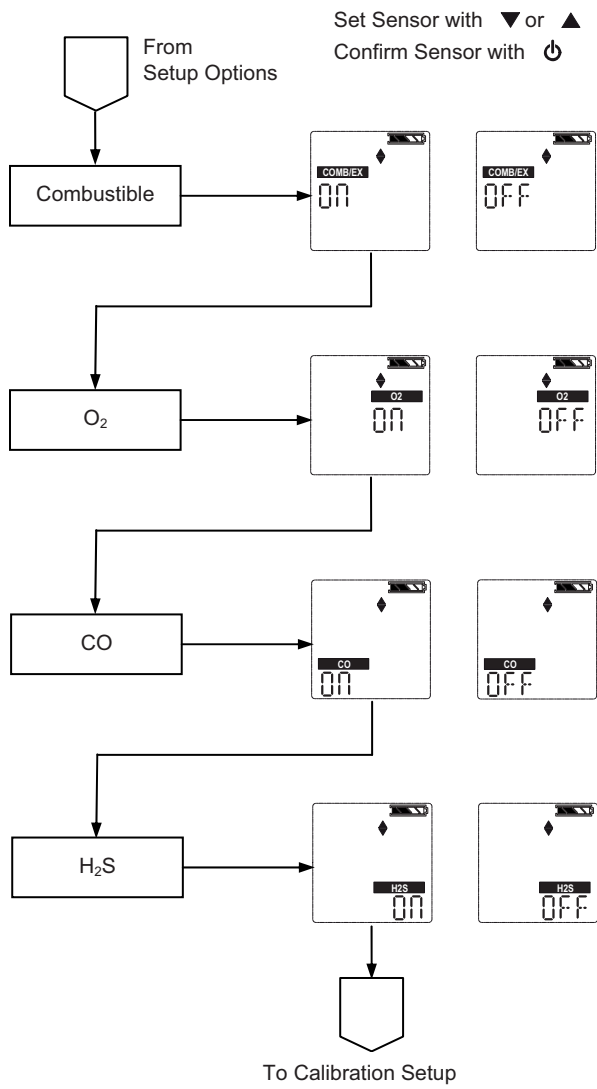 Set Sensor with ▼ or ▲
Confirm Sensor with ⏻
From
Setup Options
Combustible
COMB/EX
ON
COMB/EX
OFF
O₂
O2
ON
O2
OFF
CO
CO
ON
CO
OFF
H₂S
H2S
ON
H2S
OFF
To Calibration Setup